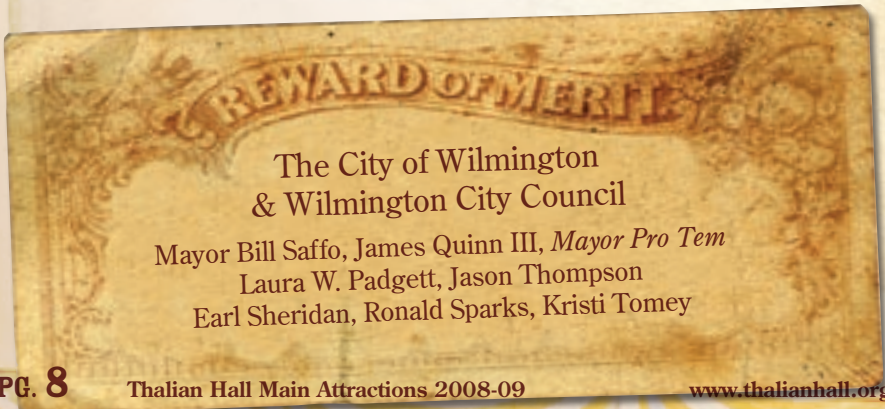 REWARD OF MERIT
The City of Wilmington
& Wilmington City Council
Mayor Bill Saffo, James Quinn III, Mayor Pro Tem
Laura W. Padgett, Jason Thompson
Earl Sheridan, Ronald Sparks, Kristi Tomey
PG. 8 Thalian Hall Main Attractions 2008-09 www.thalianhall.org